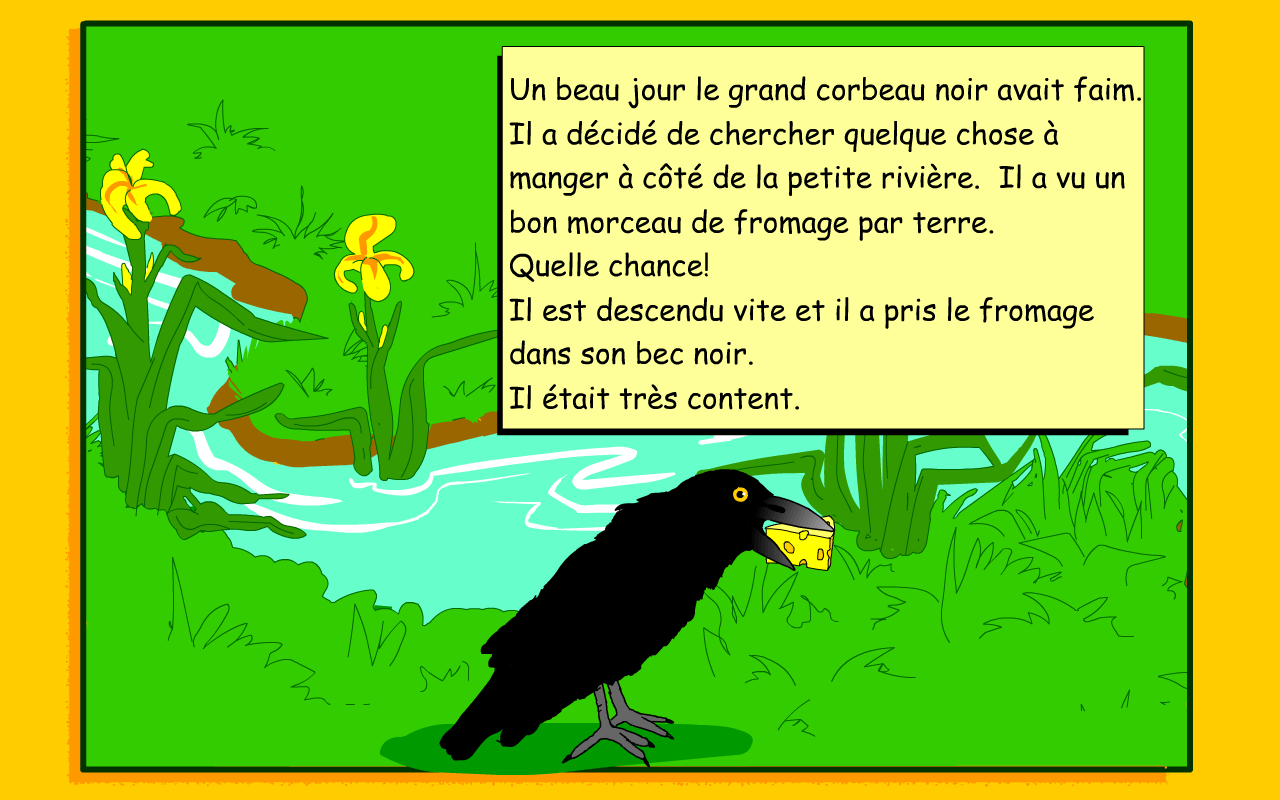 Un beau jour le grand corbeau noir avait faim.
Il a décidé de chercher quelque chose à
manger à côté de la petite rivière.  Il a vu un
bon morceau de fromage par terre.
Quelle chance!
Il est descendu vite et il a pris le fromage
dans son bec noir.
Il était très content.